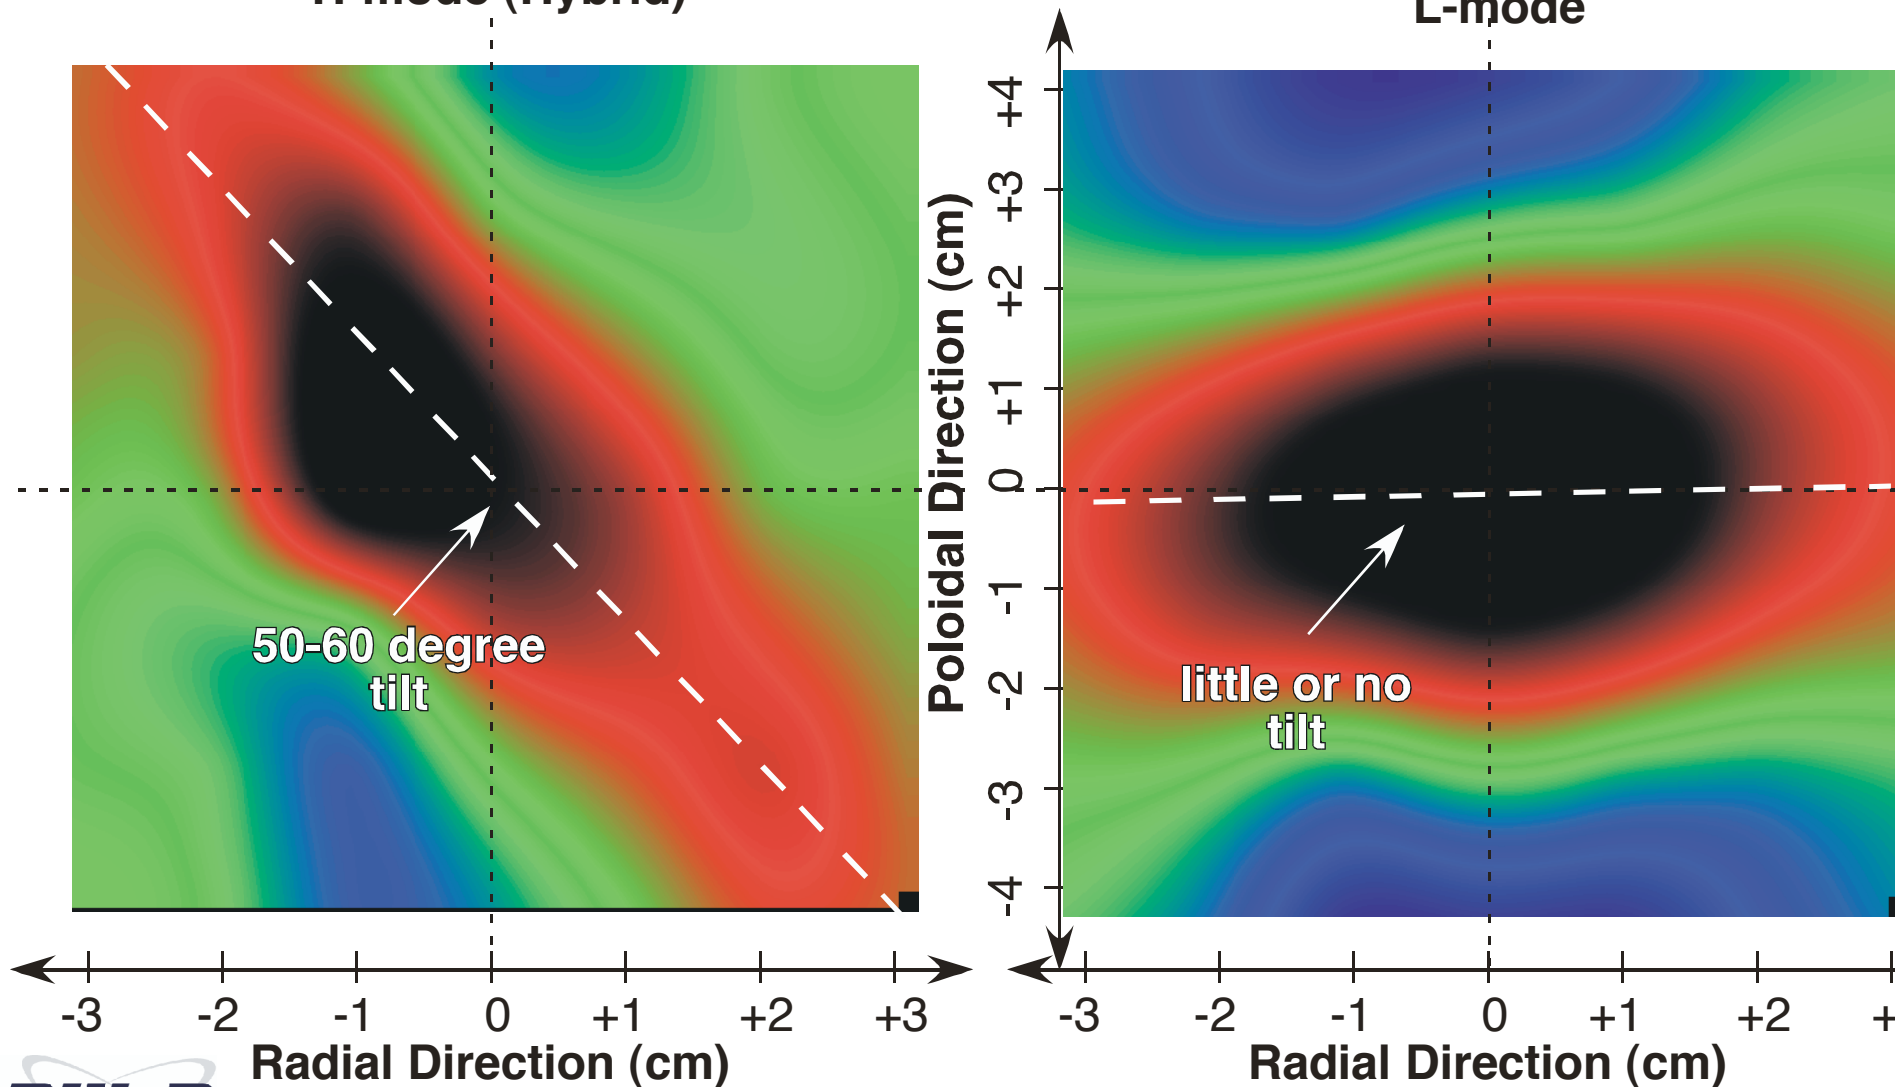 H-mode (Hybrid)
50-60 degree
tilt
-3 -2 -1 0 +1 +2 +3
Radial Direction (cm)
L-mode
Poloidal Direction (cm)
+4
+3
+2
+1
0
-1
-2
-3
-4
little or no
tilt
-3 -2 -1 0 +1 +2 +
Radial Direction (cm)